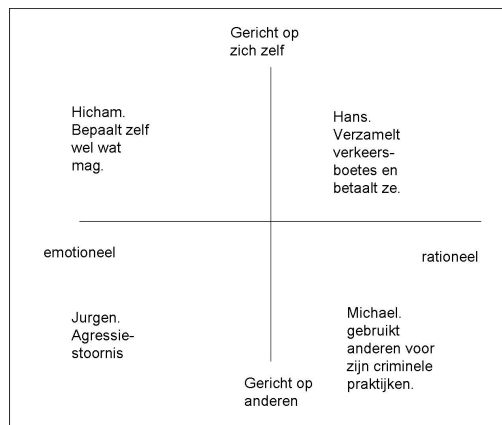 Gericht op
zich zelf
Hicham.
Bepaalt zelf
wel wat
mag.
Hans.
Verzamelt
verkeers-
boetes en
betaalt ze.
emotioneel
rationeel
Jurgen.
Agressie-
stoornis
Michael.
gebruikt
anderen voor
zijn criminele
praktijken.
Gericht op
anderen